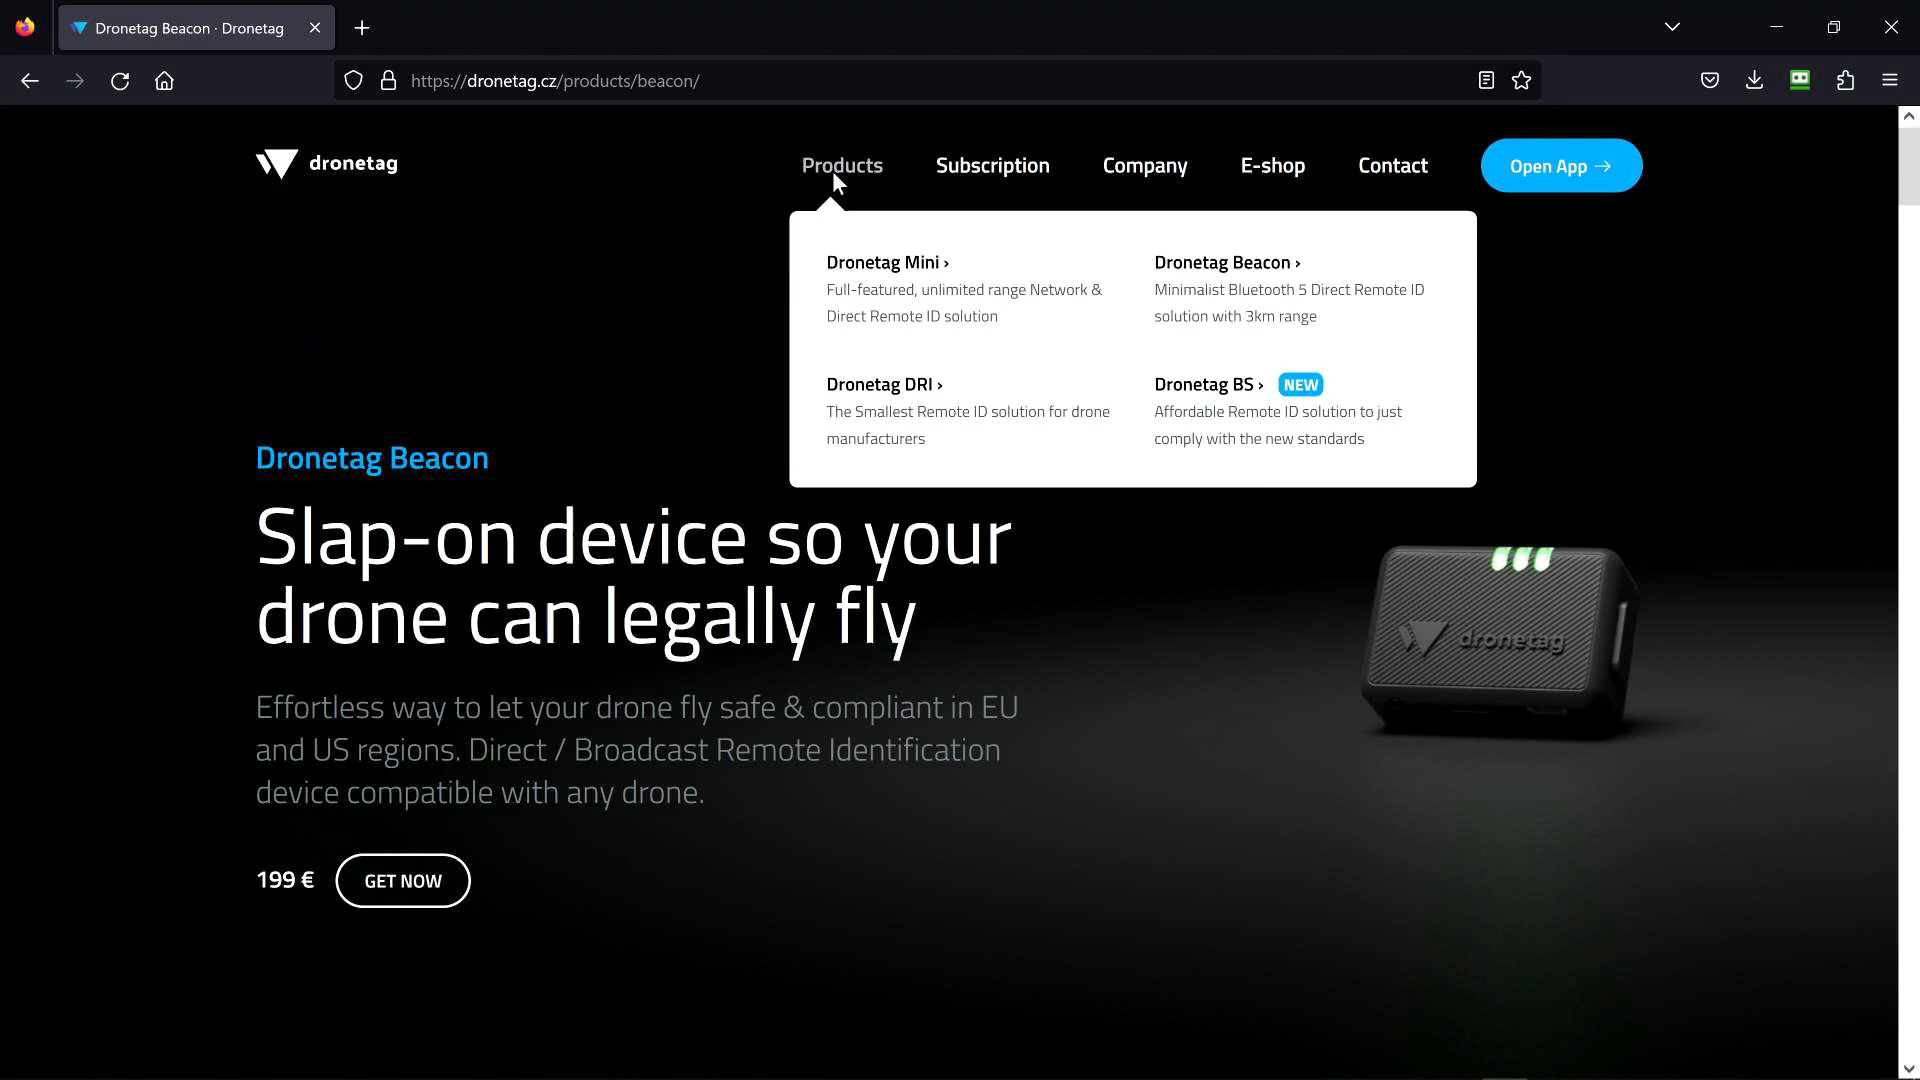 Dronetag Beacon · Dronetag
https://dronetag.cz/products/beacon/
dronetag
Products Subscription Company E-shop Contact Open App →
Dronetag Mini ›
Full-featured, unlimited range Network &
Direct Remote ID solution
Dronetag Beacon ›
Minimalist Bluetooth 5 Direct Remote ID
solution with 3km range
Dronetag DRI ›
The Smallest Remote ID solution for drone
manufacturers
Dronetag BS › NEW
Affordable Remote ID solution to just
comply with the new standards
Dronetag Beacon
Slap-on device so your
drone can legally fly
Effortless way to let your drone fly safe & compliant in EU
and US regions. Direct / Broadcast Remote Identification
device compatible with any drone.
199 € GET NOW
dronetag